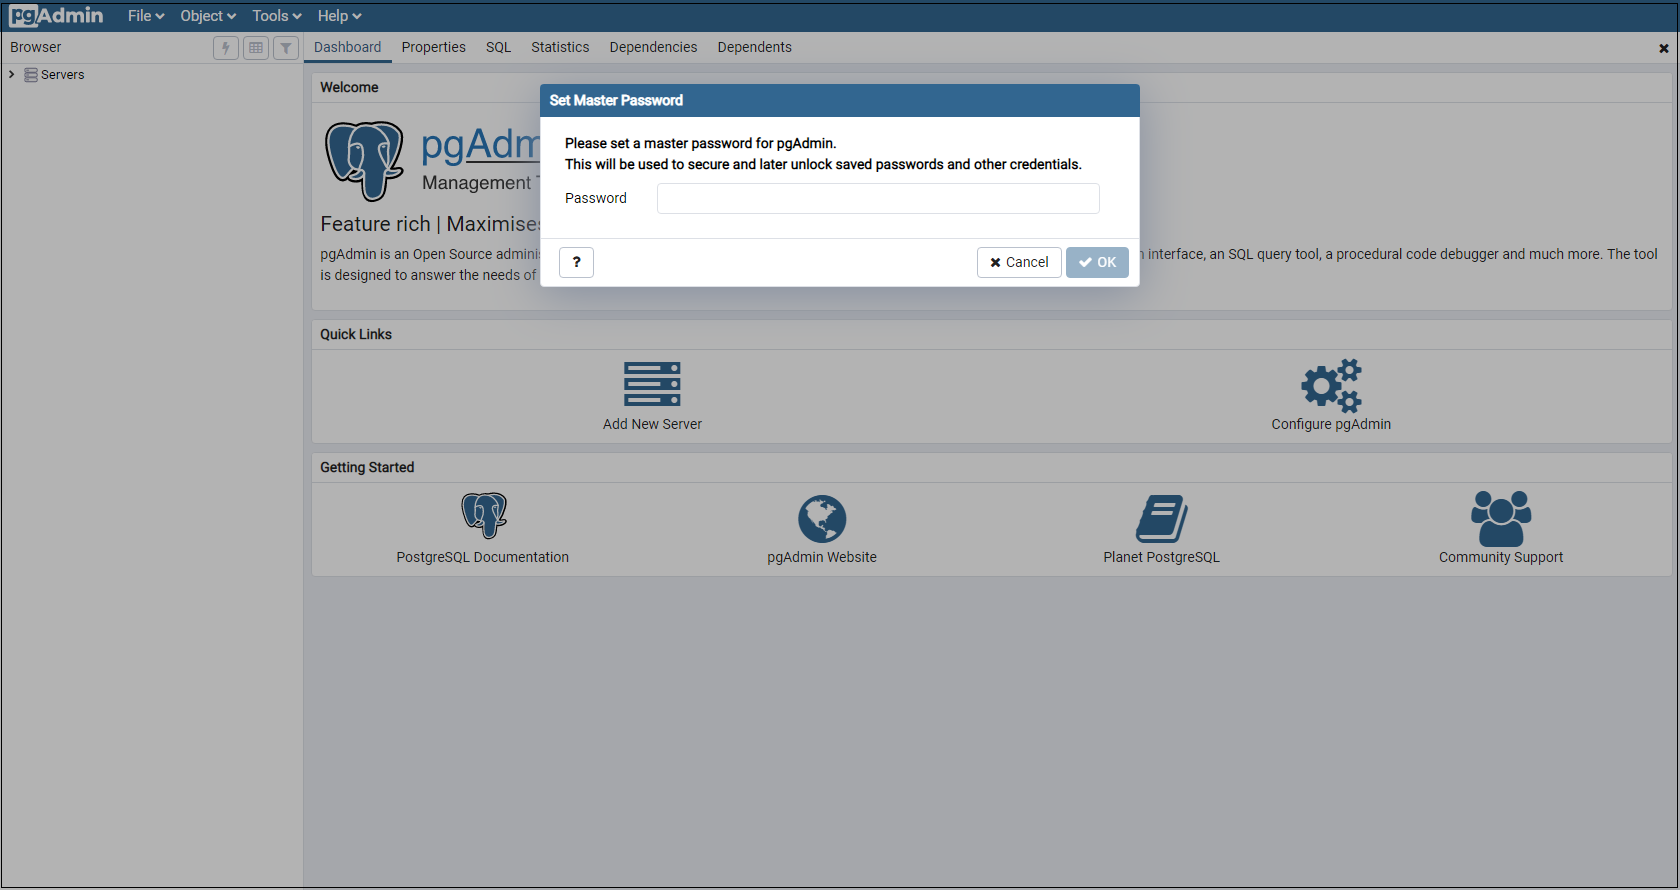 pgAdmin File Object Tools Help
Browser
Dashboard Properties SQL Statistics Dependencies Dependents
Servers
Welcome
Set Master Password
Please set a master password for pgAdmin.
This will be used to secure and later unlock saved passwords and other credentials.
Password
? Cancel OK
pgAdm
Management
Feature rich | Maximises
pgAdmin is an Open Source adminis interface, an SQL query tool, a procedural code debugger and much more. The tool
is designed to answer the needs of
Quick Links
Add New Server
Configure pgAdmin
Getting Started
PostgreSQL Documentation
pgAdmin Website
Planet PostgreSQL
Community Support